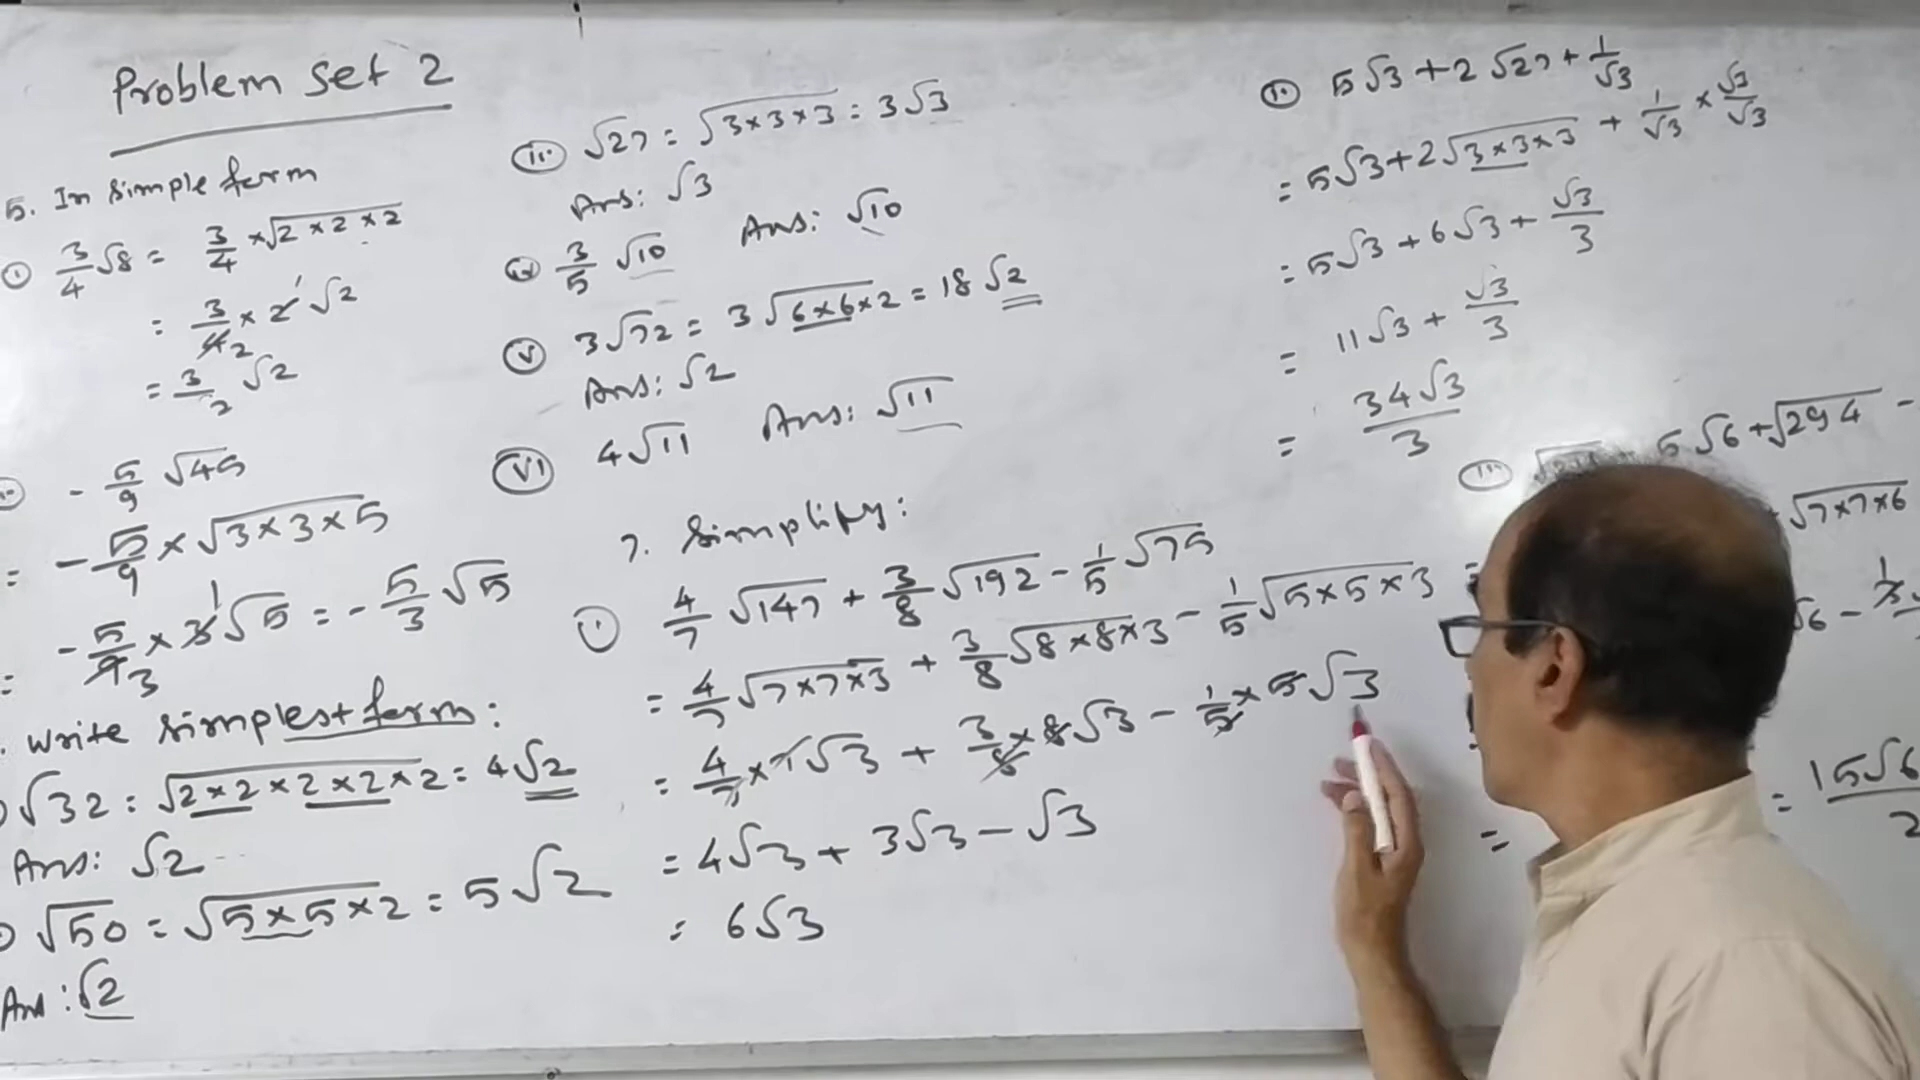 Problem Set 2
5. In simple form
i 3/4 √8 = 3/4 × √2 × 2 × 2
= 3/4 2 × 2 1 √2
= 3/2 √2
- 5/9 √45
= - 5/9 × √3 × 3 × 5
= - 5/9 3 × 3 1 √5 = - 5/3 √5
. Write simplest form:
√32 = √2 × 2 × 2 × 2 × 2 = 4√2
Ans: √2
√50 = √5 × 5 × 2 = 5√2
Ans: √2
iii √27 = √3 × 3 × 3 = 3√3
Ans: √3
iv 3/5 √10 Ans: √10
v 3√72 = 3√6 × 6 × 2 = 18√2
Ans: √2
vi 4√11 Ans: √11
7. Simplify:
i 4/7 √147 + 3/8 √192 - 1/5 √75
= 4/7 √7 × 7 × 3 + 3/8 √8 × 8 × 3 - 1/5 √5 × 5 × 3
= 4/7 × 7√3 + 3/8 × 8√3 - 1/5 × 5√3
= 4√3 + 3√3 - √3
= 6√3
ii 5√3 + 2√27 + 1/√3
= 5√3 + 2√3 × 3 × 3 + 1/√3 × √3/√3
= 5√3 + 6√3 + √3/3
= 11√3 + √3/3
= 34√3/3
iii 5√6 + √294 -
√7 × 7 × 6
√6 -
= 15√6/2
=